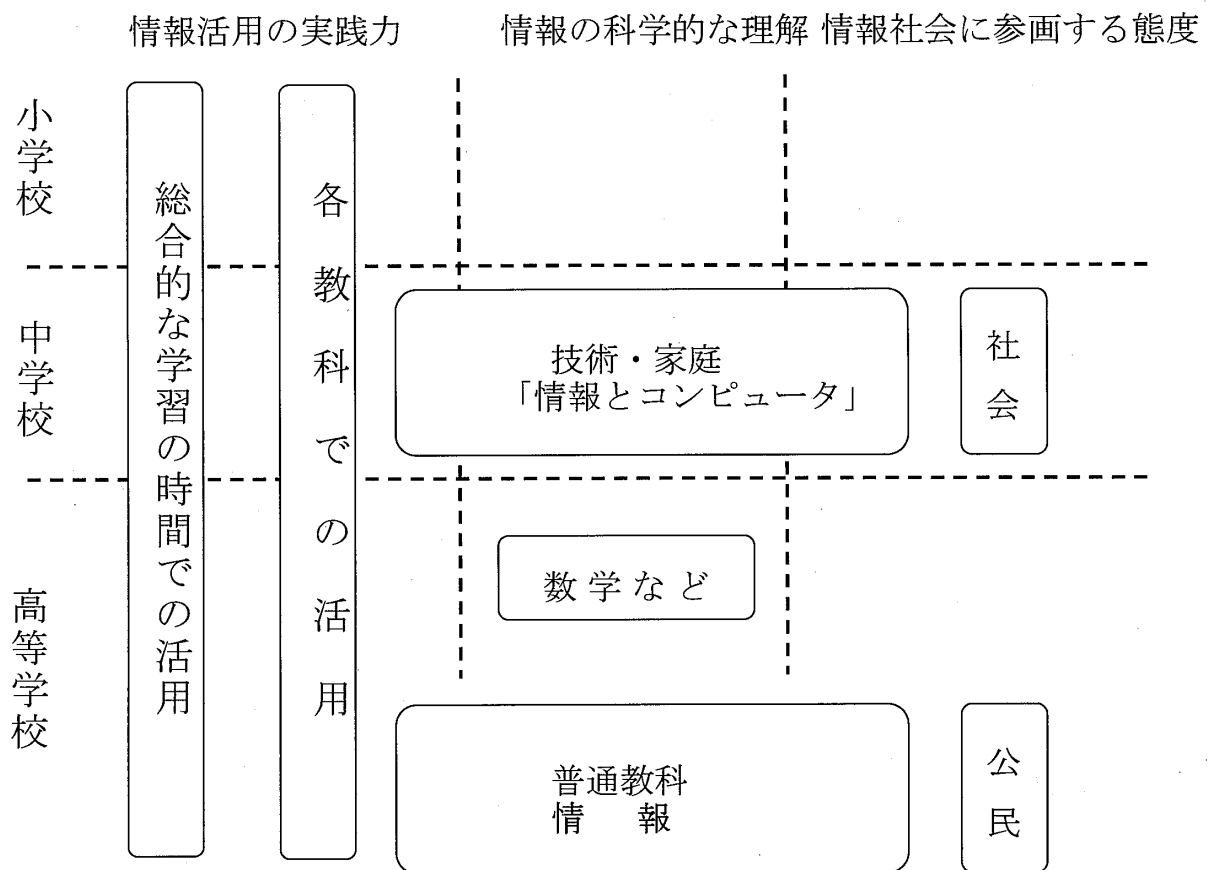 情報活用の実践力
情報の科学的な理解
情報社会に参画する態度
小学校
総合的な学習の時間での活用
各教科での活用
中学校
技術・家庭
「情報とコンピュータ」
社会
高等学校
数学など
普通教科
情　報
公民